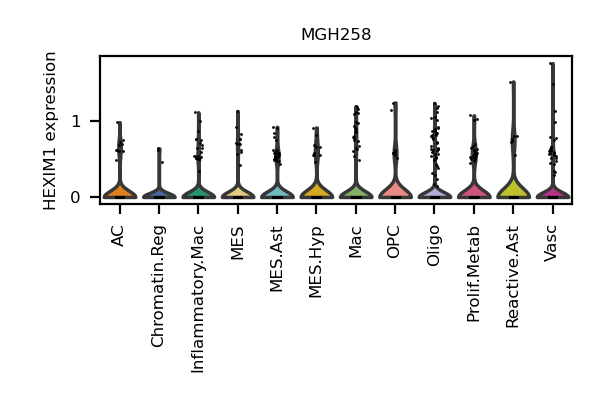 MGH258
HEXIM1 expression
1
0
AC
Chromatin.Reg
Inflammatory.Mac
MES
MES.Ast
MES.Hyp
Mac
OPC
Oligo
Prolif.Metab
Reactive.Ast
Vasc